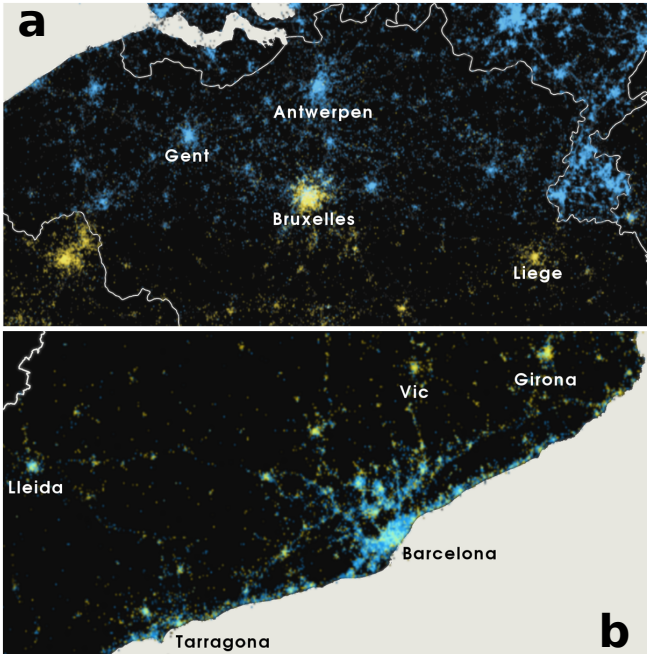 a
Antwerpen
Gent
Bruxelles
Liege
Vic
Girona
Lleida
Barcelona
b
Tarragona